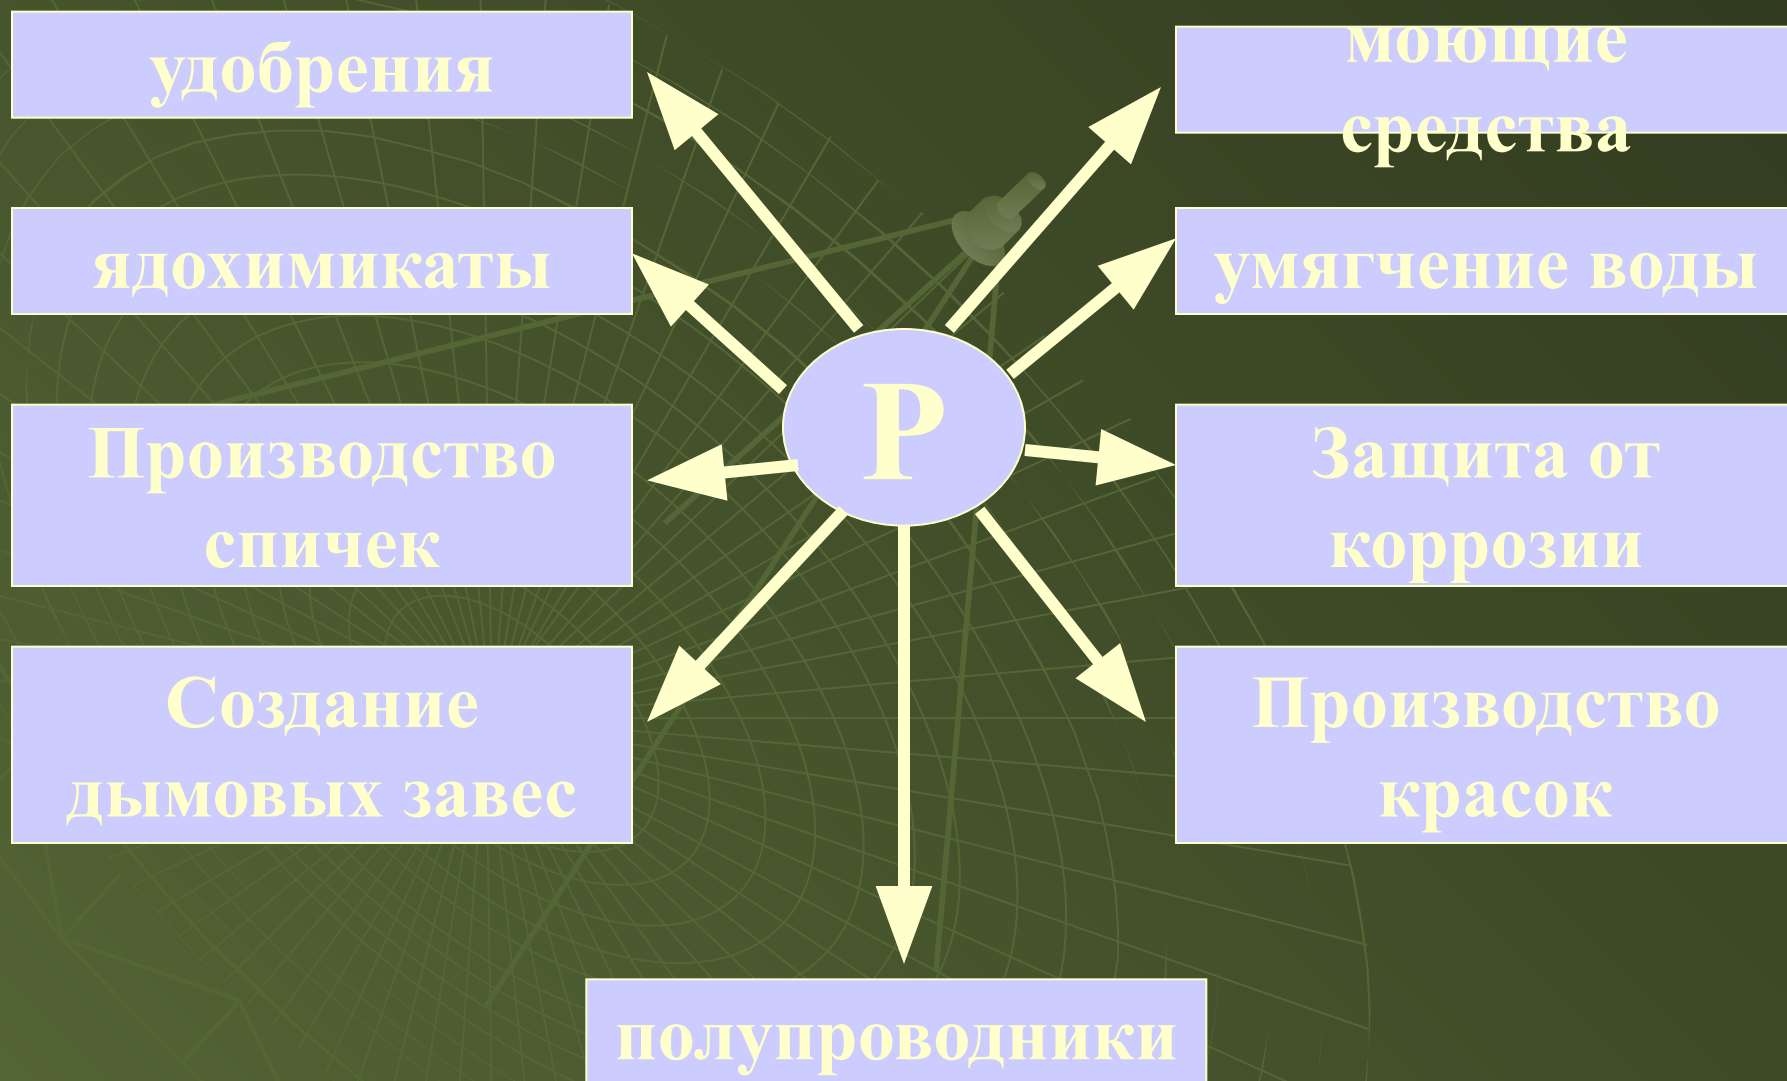 удобрения
моющие
средства
ядохимикаты
умягчение воды
Р
Производство
спичек
Защита от
коррозии
Создание
дымовых завес
Производство
красок
полупроводники